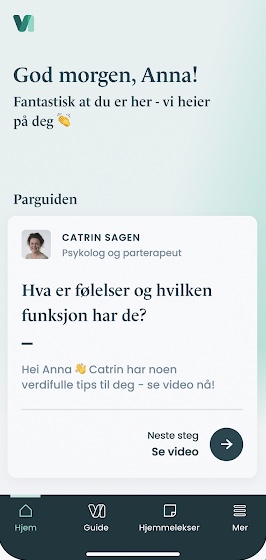 God morgen, Anna!
Fantastisk at du er her - vi heier
på deg 👏
Parguiden
CATRIN SAGEN
Psykolog og parterapeut
Hva er følelser og hvilken
funksjon har de?
Hei Anna 👋 Catrin har noen
verdifulle tips til deg - se video nå!
Neste steg
Se video
Hjem
Guide
Hjemmelekser
Mer